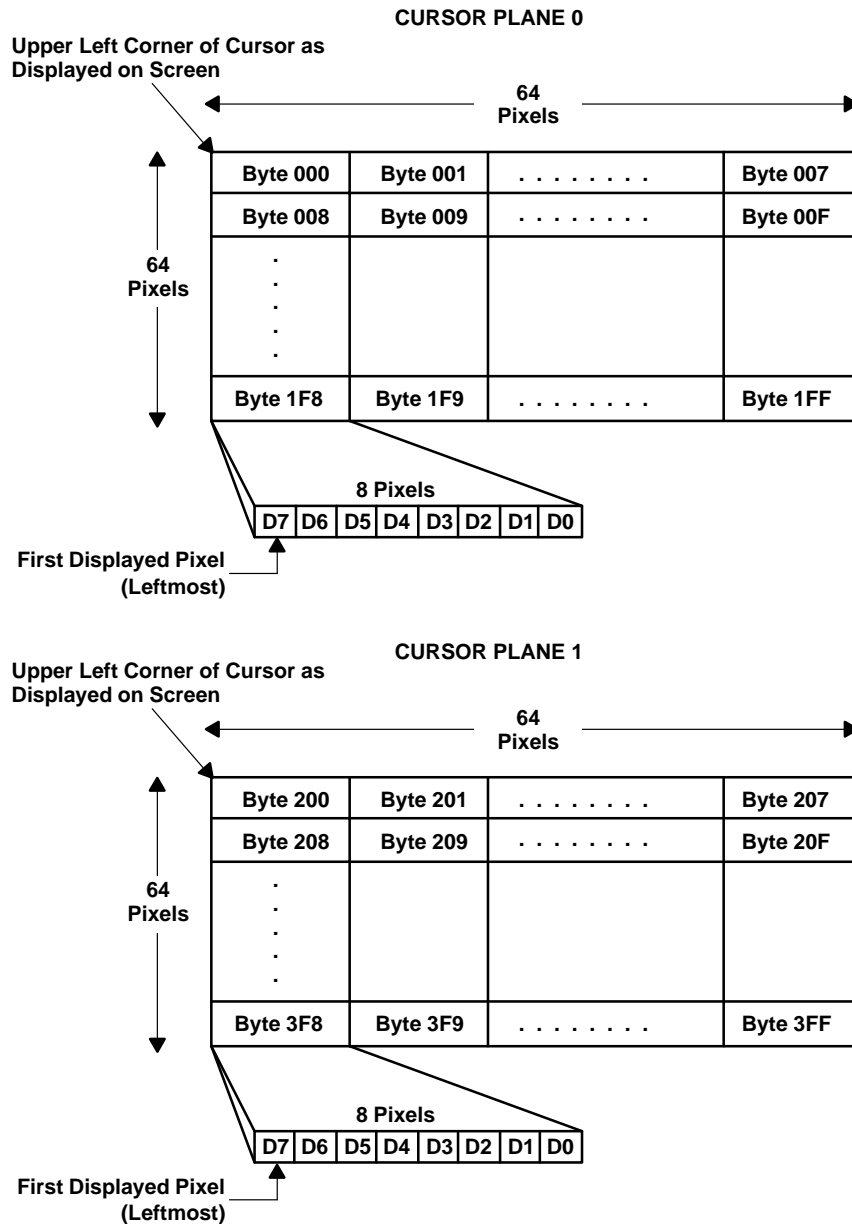 CURSOR PLANE 0
Upper Left Corner of Cursor as
Displayed on Screen
64
Pixels
Byte 000 Byte 001 . . . . . . . . Byte 007
Byte 008 Byte 009 . . . . . . . . Byte 00F
64
Pixels
.
.
.
.
.
Byte 1F8 Byte 1F9 . . . . . . . . Byte 1FF
8 Pixels
D7 D6 D5 D4 D3 D2 D1 D0
First Displayed Pixel
(Leftmost)
CURSOR PLANE 1
Upper Left Corner of Cursor as
Displayed on Screen
64
Pixels
Byte 200 Byte 201 . . . . . . . . Byte 207
Byte 208 Byte 209 . . . . . . . . Byte 20F
64
Pixels
.
.
.
.
.
Byte 3F8 Byte 3F9 . . . . . . . . Byte 3FF
8 Pixels
D7 D6 D5 D4 D3 D2 D1 D0
First Displayed Pixel
(Leftmost)